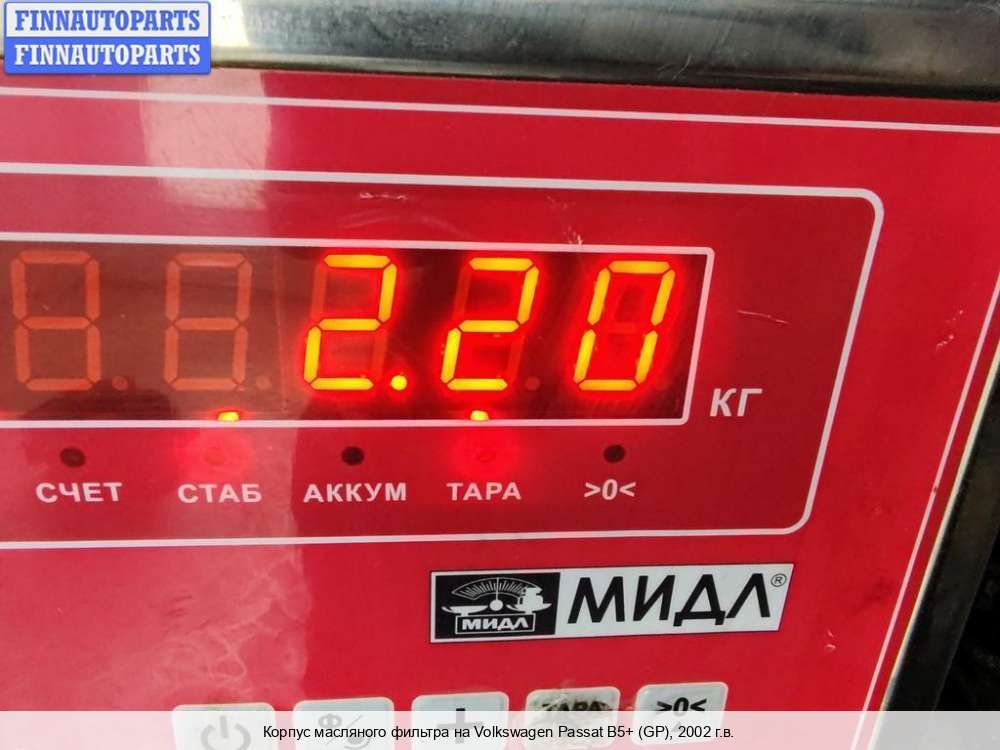 FINNAUTOPARTS
FINNAUTOPARTS
2.20
КГ
СЧЕТ СТАБ АККУМ ТАРА >0<
МИДЛ МИДЛ®
ТАРА >0<
Корпус масляного фильтра на Volkswagen Passat B5+ (GP), 2002 г.в.